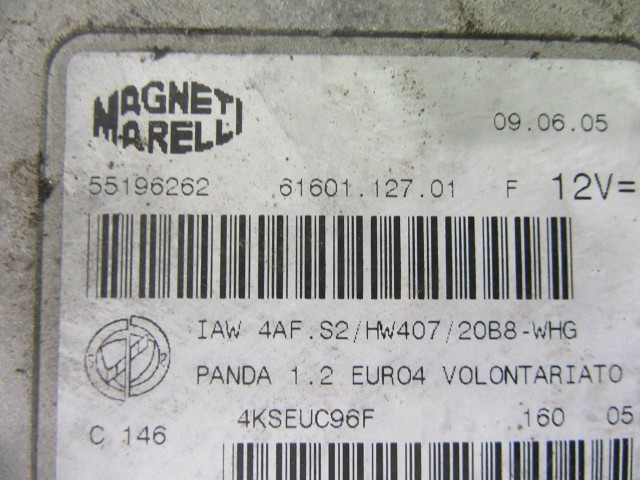 MAGNETI
MARELLI
09.06.05
55196262 61601.127.01 F 12V=
IAW 4AF.S2/HW407/20B8-WHG
PANDA 1.2 EURO4 VOLONTARIATO
C 146 4KSEUC96F 160 05